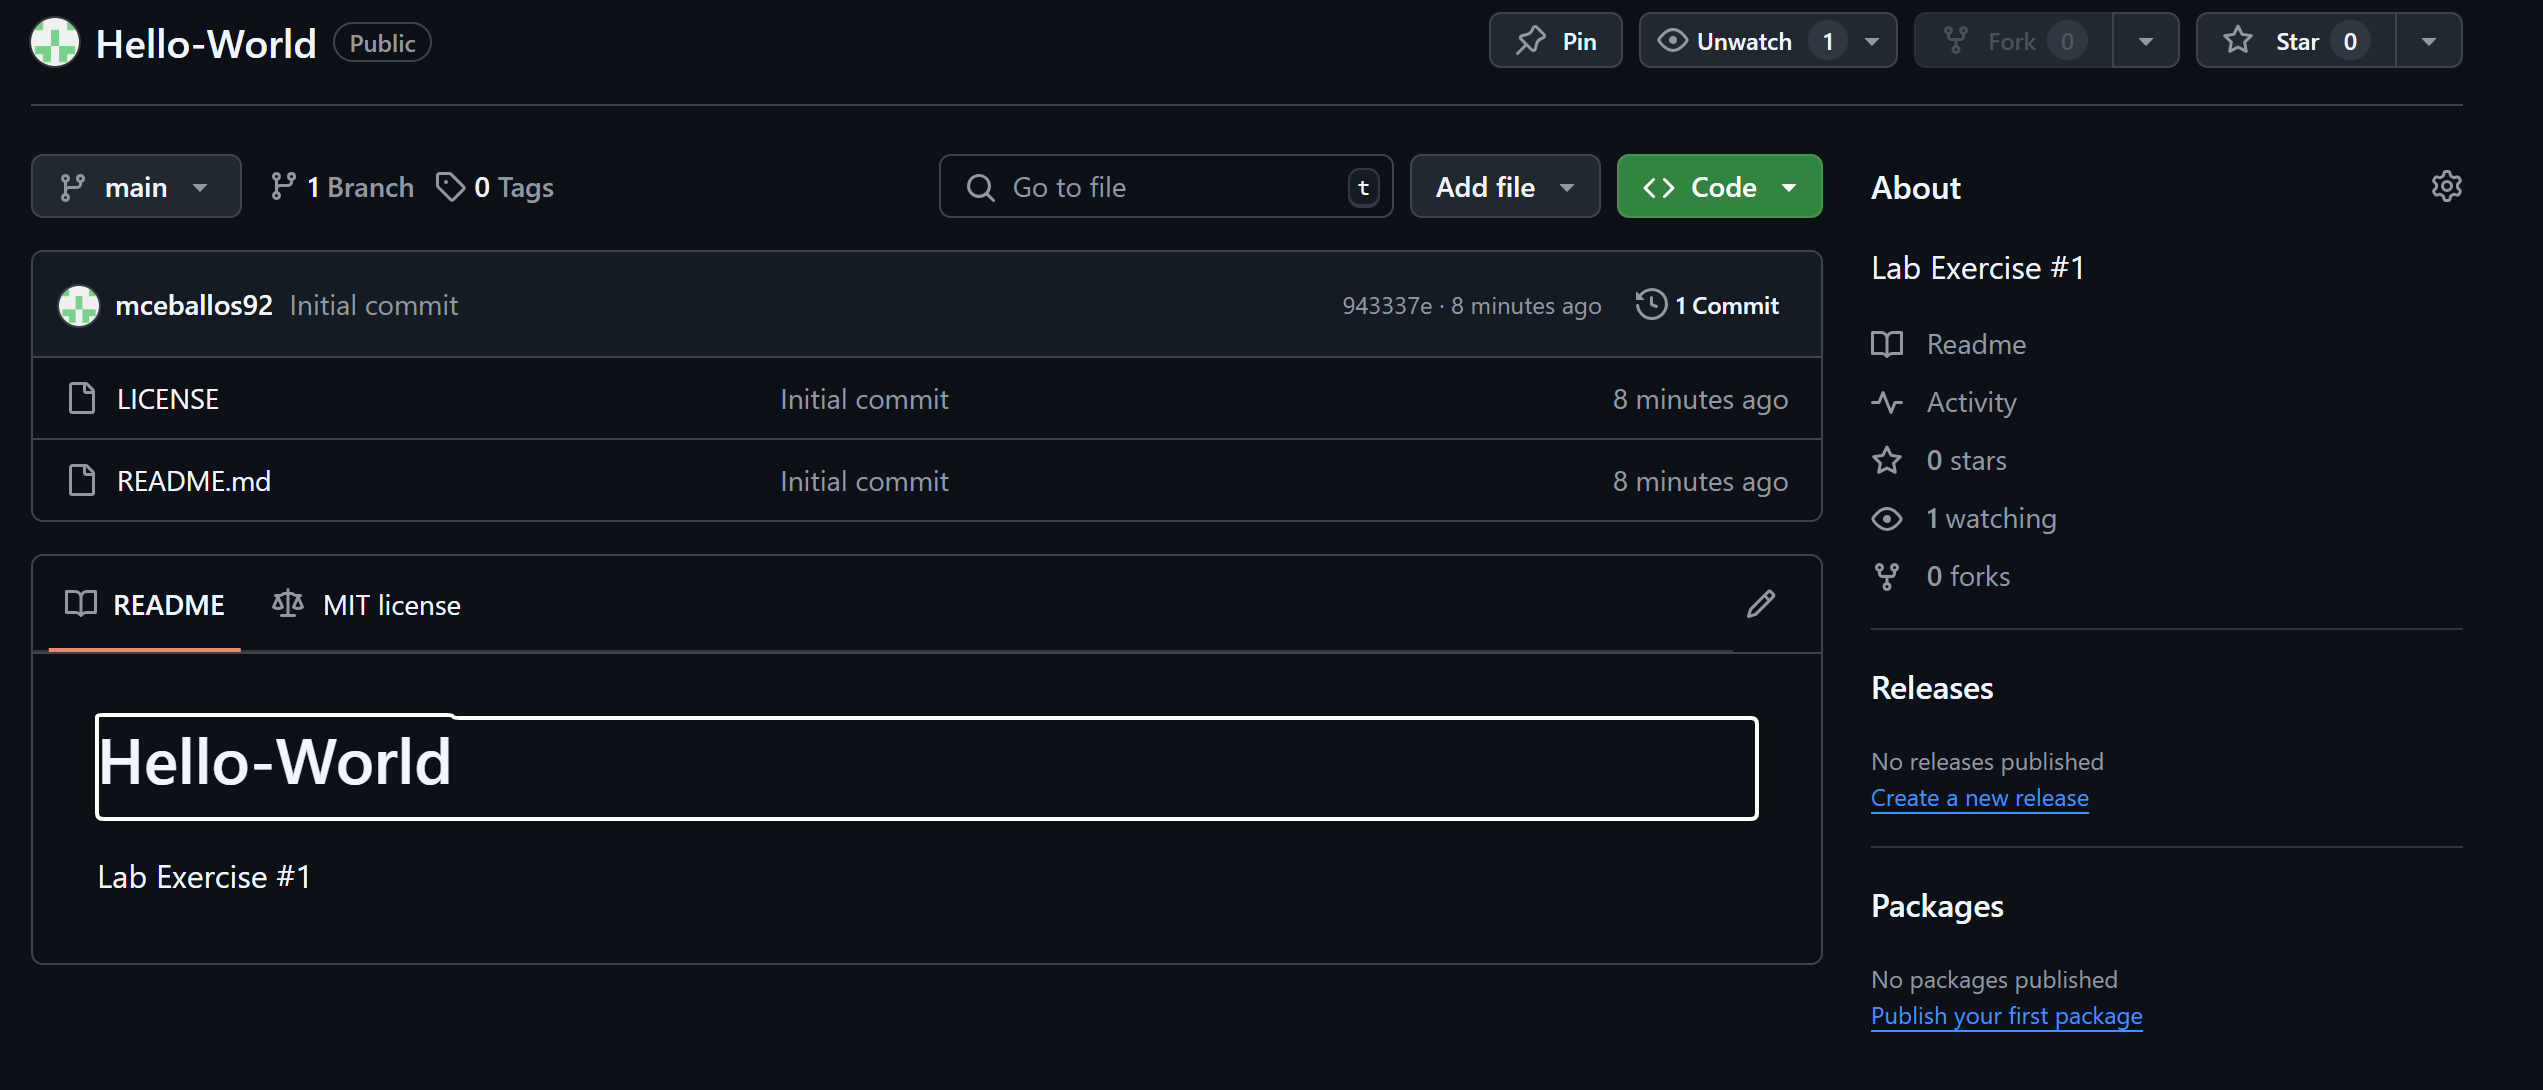 Hello-World Public Pin Unwatch 1 Fork 0 Star 0
main 1 Branch 0 Tags Go to file t Add file Code
mceballos92 Initial commit 943337e · 8 minutes ago 1 Commit
LICENSE Initial commit 8 minutes ago
README.md Initial commit 8 minutes ago
README MIT license
Hello-World
Lab Exercise #1
About
Lab Exercise #1
Readme
Activity
0 stars
1 watching
0 forks
Releases
No releases published
Create a new release
Packages
No packages published
Publish your first package